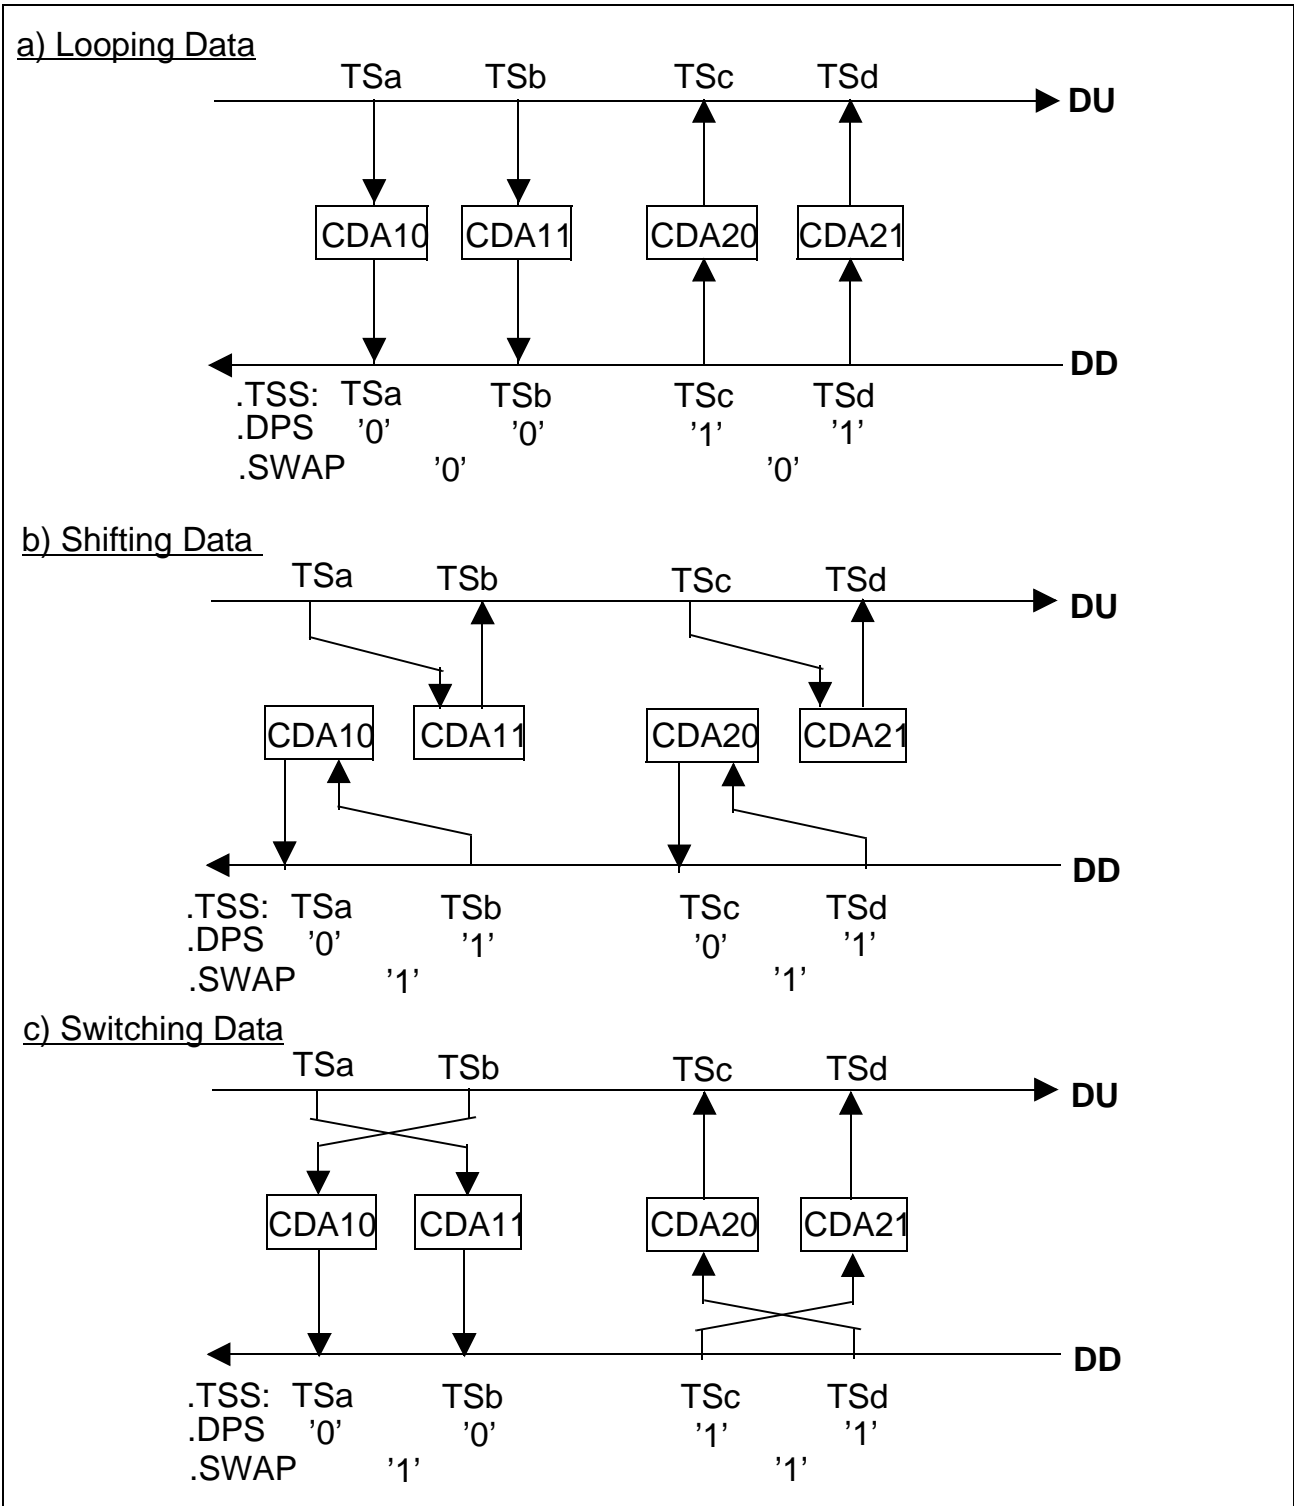 a) Looping Data
TSa TSb TSc TSd
DU
CDA10 CDA11 CDA20 CDA21
DD
.TSS: TSa TSb TSc TSd
.DPS '0' '0' '1' '1'
.SWAP '0' '0'
b) Shifting Data
TSa TSb TSc TSd
DU
CDA10 CDA11 CDA20 CDA21
DD
.TSS: TSa TSb TSc TSd
.DPS '0' '1' '0' '1'
.SWAP '1' '1'
c) Switching Data
TSa TSb TSc TSd
DU
CDA10 CDA11 CDA20 CDA21
DD
.TSS: TSa TSb TSc TSd
.DPS '0' '0' '1' '1'
.SWAP '1' '1'